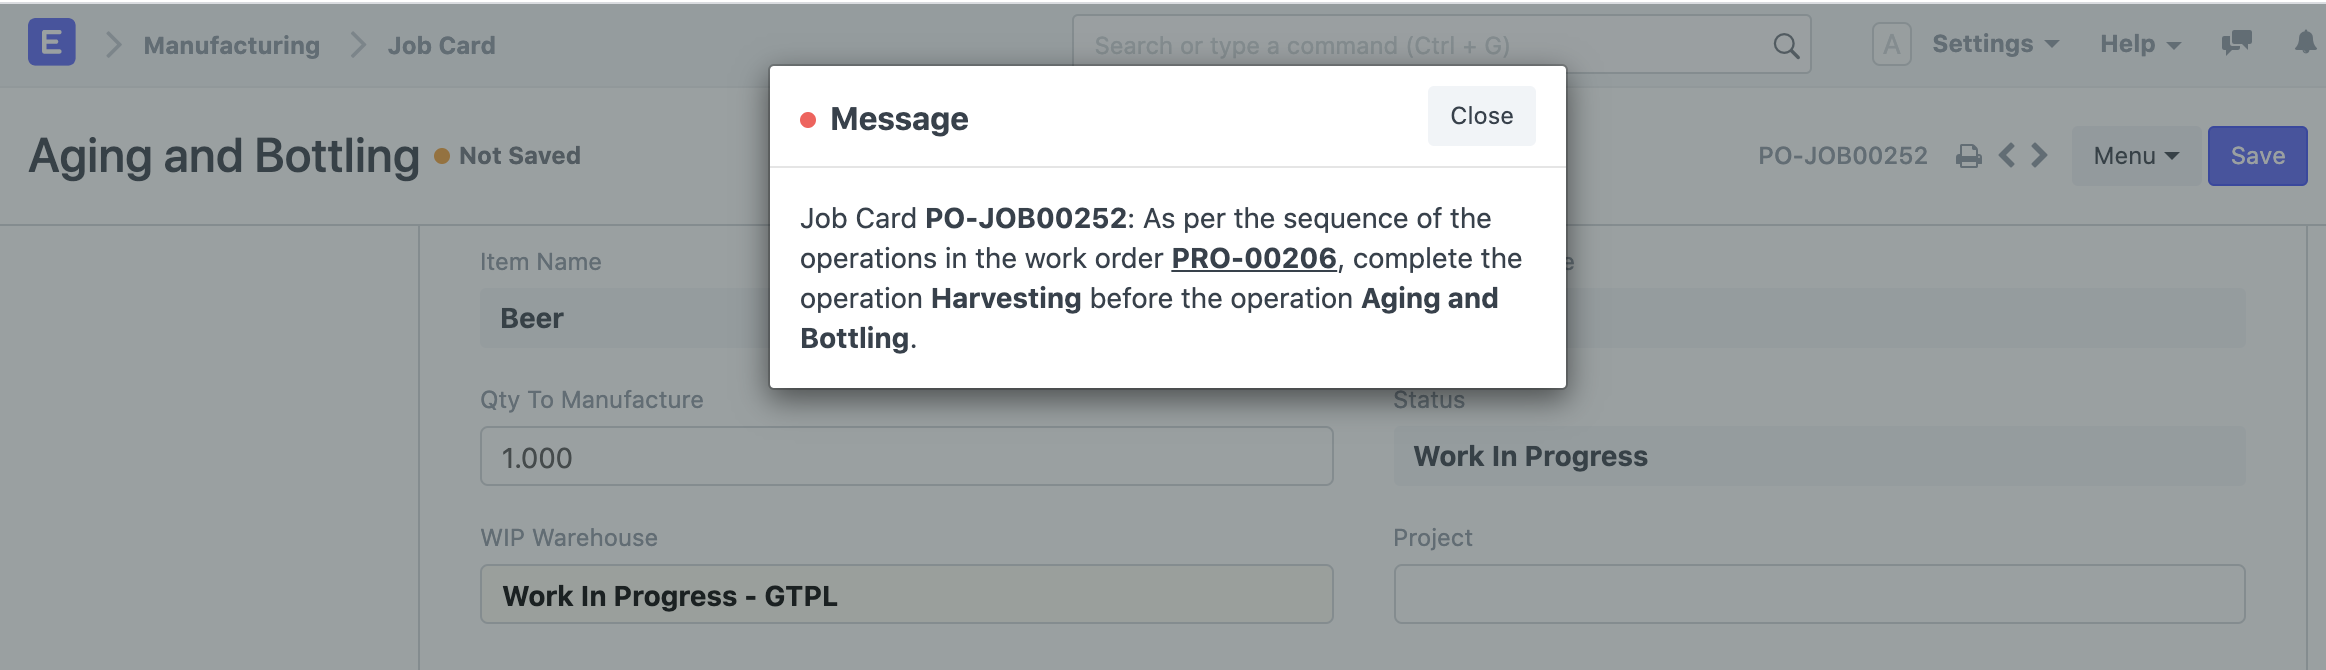 E
Manufacturing
Job Card
Search or type a command (Ctrl + G)
A
Settings
Help
Aging and Bottling
Not Saved
PO-JOB00252
Menu
Save
Message
Close
Job Card PO-JOB00252: As per the sequence of the
operations in the work order PRO-00206, complete the
operation Harvesting before the operation Aging and
Bottling.
Item Name
Beer
Qty To Manufacture
1.000
Status
Work In Progress
WIP Warehouse
Work In Progress - GTPL
Project